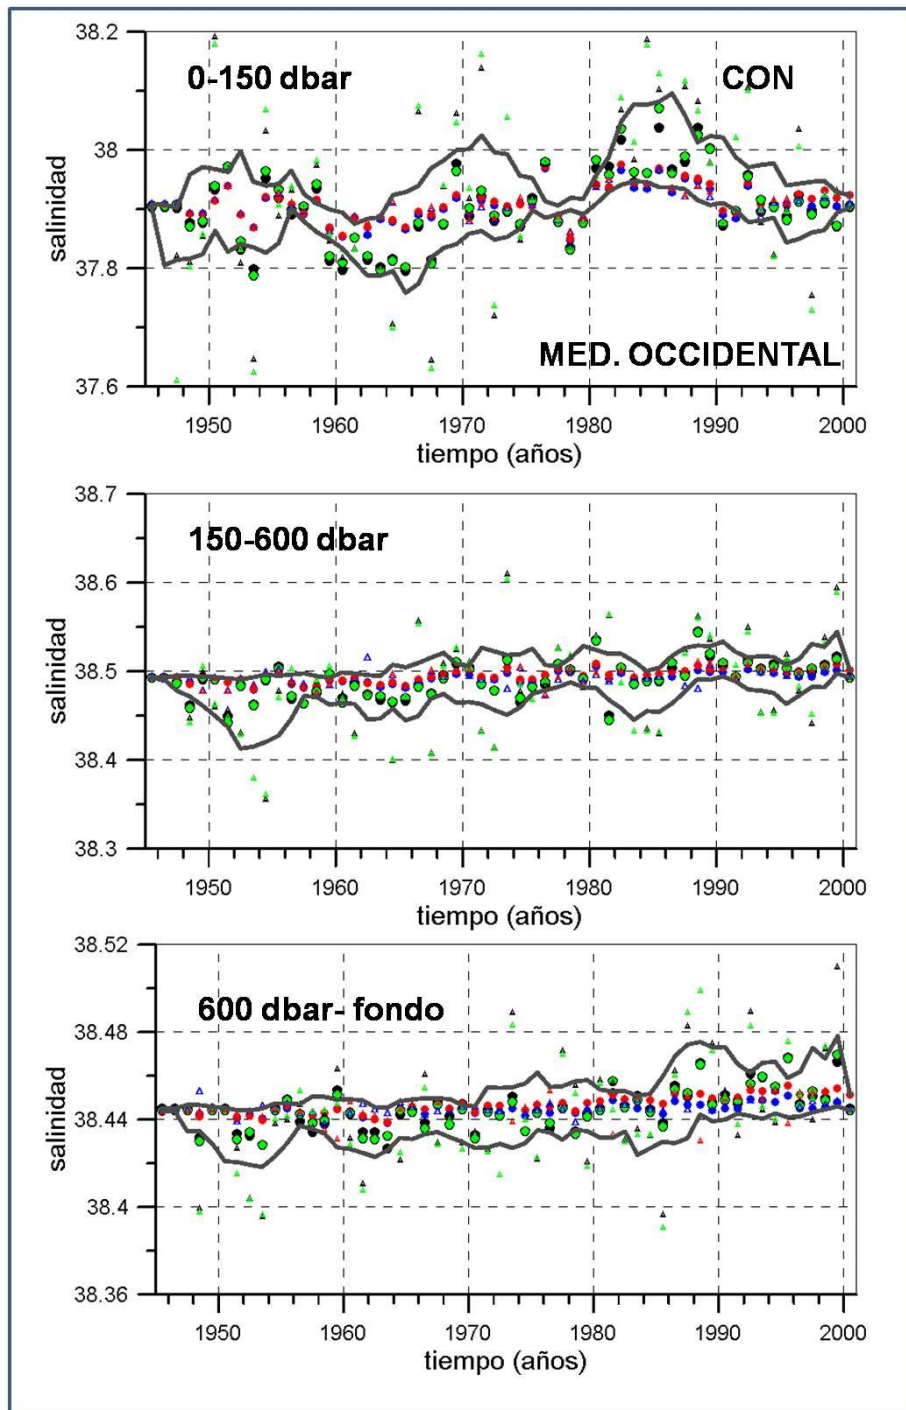 38.2
0-150 dbar CON
38
salinidad
37.8
MED. OCCIDENTAL
37.6
1950 1960 1970 1980 1990 2000
tiempo (años)
38.7
150-600 dbar
38.6
salinidad
38.5
38.4
38.3
1950 1960 1970 1980 1990 2000
tiempo (años)
38.52
600 dbar- fondo
38.48
salinidad
38.44
38.4
38.36
1950 1960 1970 1980 1990 2000
tiempo (años)